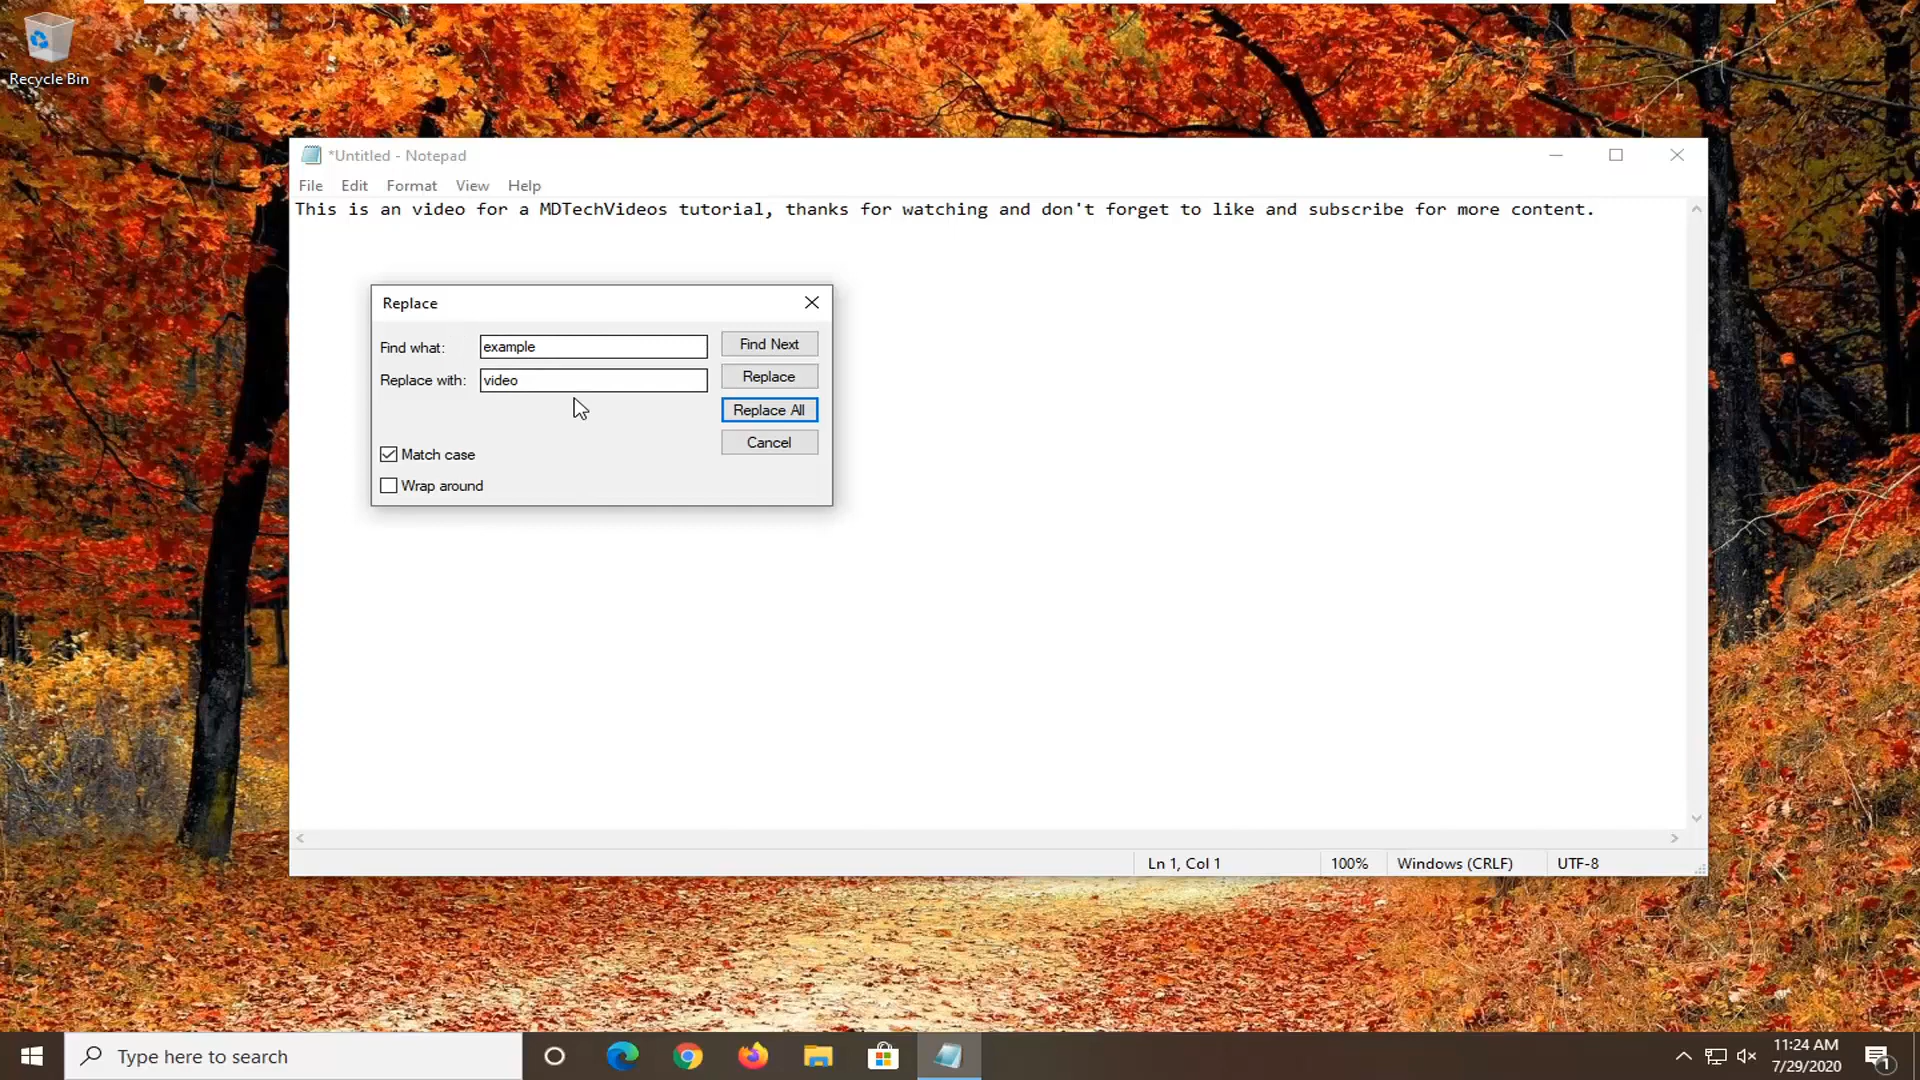 Recycle Bin
*Untitled - Notepad
File Edit Format View Help
This is an video for a MDTechVideos tutorial, thanks for watching and don't forget to like and subscribe for more content.
Replace
Find what: example Find Next
Replace with: video Replace
Replace All
Cancel
Match case
Wrap around
Ln 1, Col 1 100% Windows (CRLF) UTF-8
Type here to search
11:24 AM
7/29/2020
1